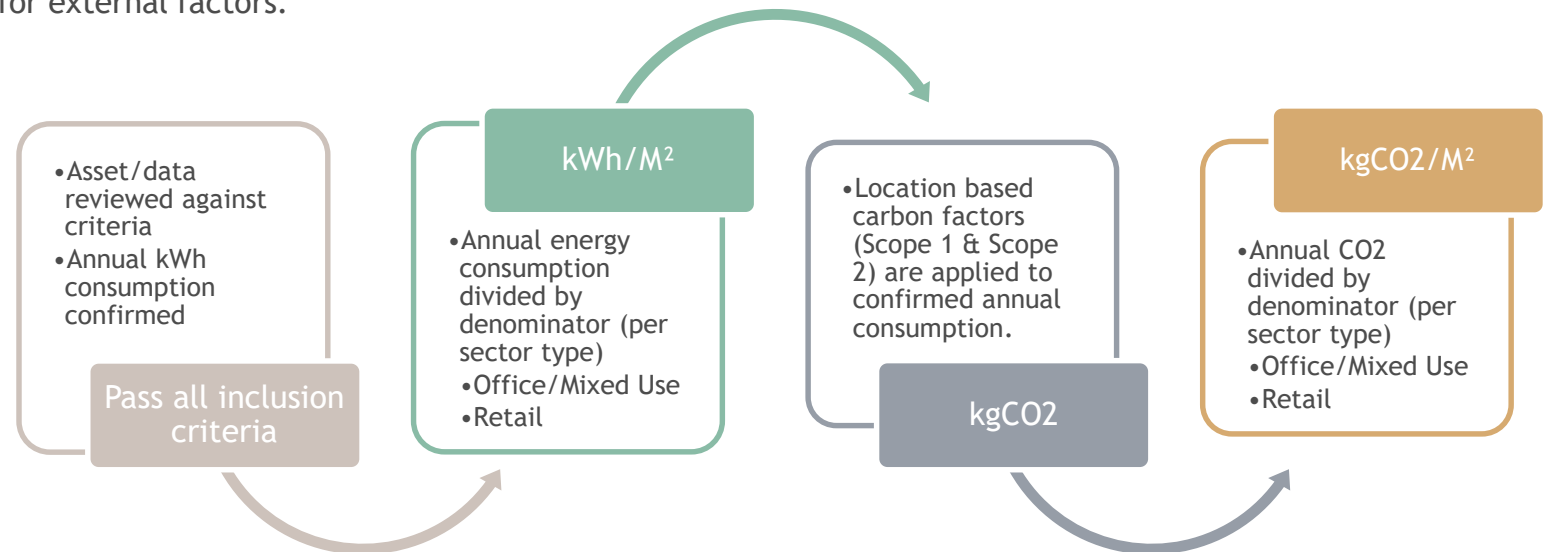 for external factors.
•Asset/data
reviewed against
criteria
•Annual kWh
consumption
confirmed
Pass all inclusion
criteria
kWh/M²
•Annual energy
consumption
divided by
denominator (per
sector type)
•Office/Mixed Use
•Retail
•Location based
carbon factors
(Scope 1 & Scope
2) are applied to
confirmed annual
consumption.
kgCO2
kgCO2/M²
•Annual CO2
divided by
denominator (per
sector type)
•Office/Mixed Use
•Retail